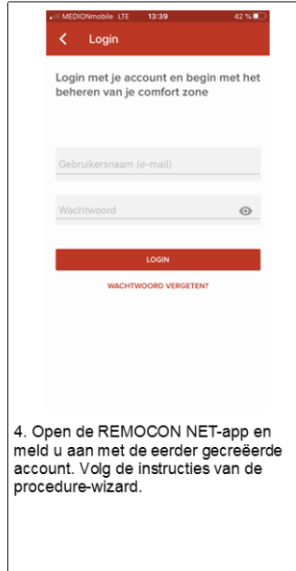 MEDIONmobile LTE 13:39 42 %
Login
Login met je account en begin met het
beheren van je comfort zone
Gebruikersnaam (e-mail)
Wachtwoord
LOGIN
WACHTWOORD VERGETEN?
4. Open de REMOCON NET-app en
meld u aan met de eerder gecreëerde
account. Volg de instructies van de
procedure-wizard.